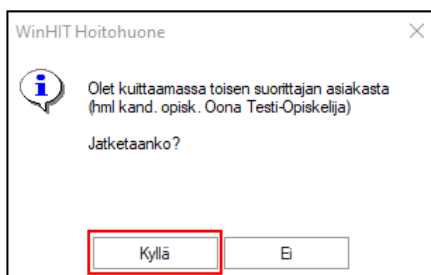 WinHIT Hoitohuone
Olet kuittaamassa toisen suorittajan asiakasta
(hml kand. opisk. Oona Testi-Opiskelija)
Jatketaanko?
Kyllä
Ei